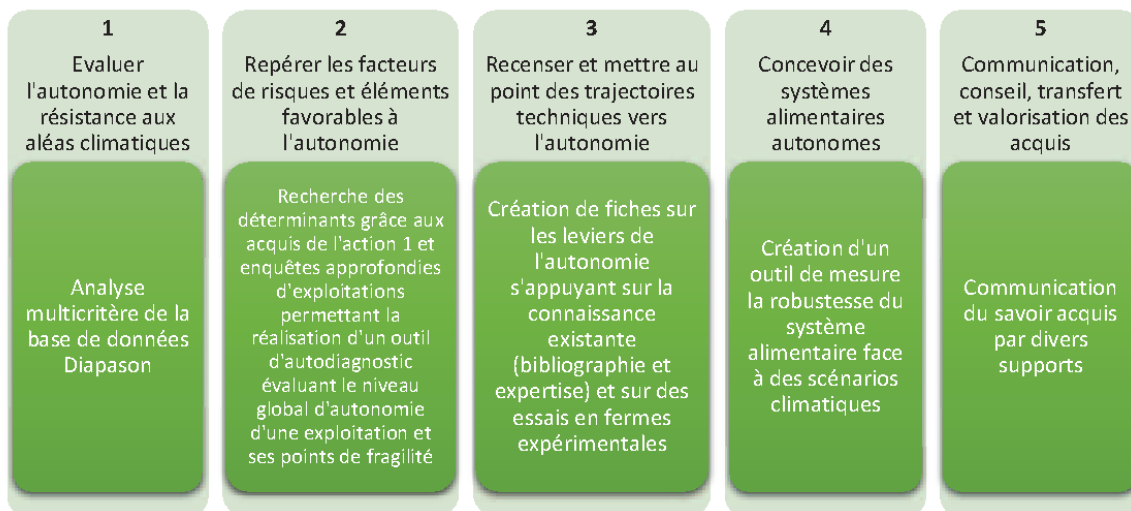 1
Evaluer
l'autonomie et la
résistance aux
aléas climatiques
Analyse
multicritère de la
base de données
Diapason
2
Repérer les facteurs
de risques et éléments
favorables à
l'autonomie
Recherche des
déterminants grâce aux
acquis de l'action 1 et
enquêtes approfondies
d'exploitations
permettant la
réalisation d'un outil
d'autodiagnostic
évaluant le niveau
global d'autonomie
d'une exploitation et
ses points de fragilité
3
Recenser et mettre au
point des trajectoires
techniques vers
l'autonomie
Création de fiches sur
les leviers de
l'autonomie
s'appuyant sur la
connaissance
existante
(bibliographie et
expertise) et sur des
essais en fermes
expérimentales
4
Concevoir des
systèmes
alimentaires
autonomes
Création d'un
outil de mesure
la robustesse du
système
alimentaire face
à des scénarios
climatiques
5
Communication,
conseil, transfert
et valorisation des
acquis
Communication
du savoir acquis
par divers
supports